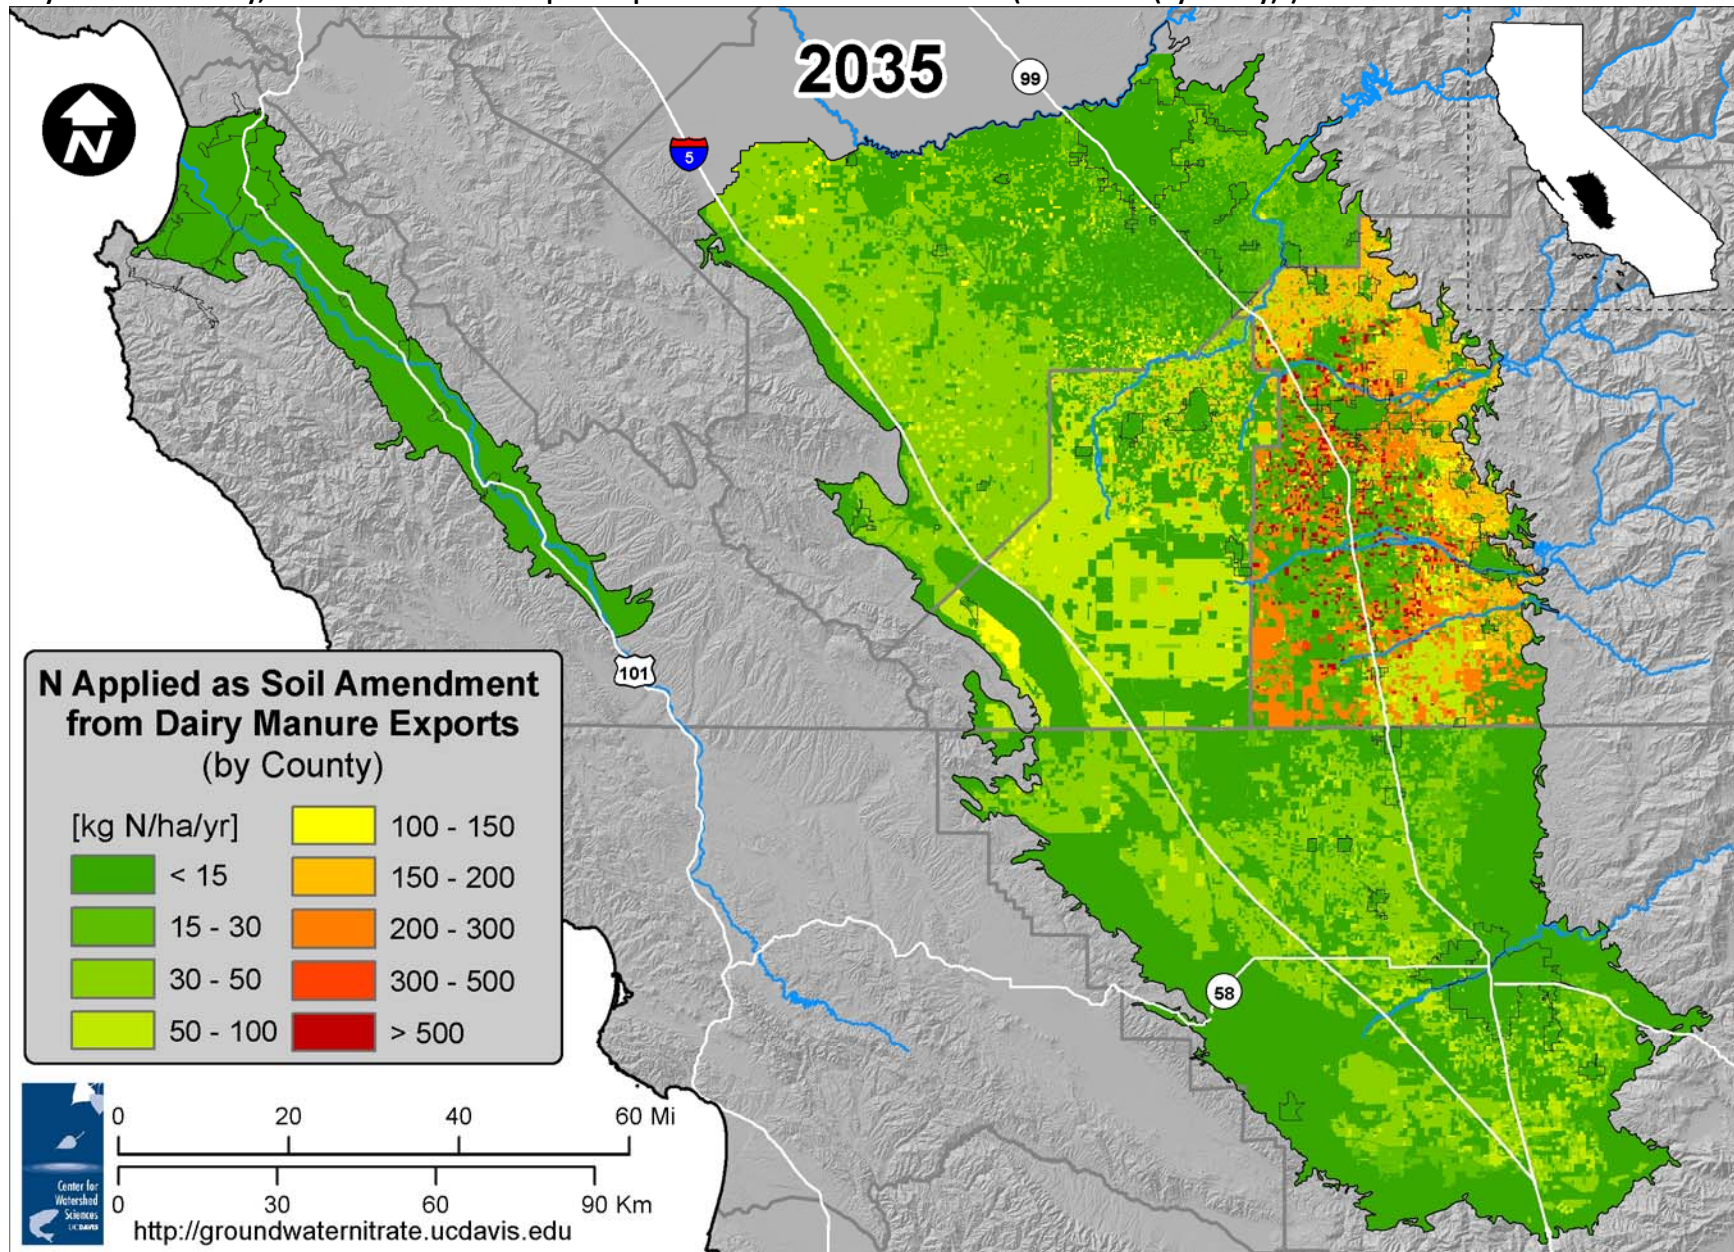 2035
99
N
5
101
58
N Applied as Soil Amendment
from Dairy Manure Exports
(by County)
[kg N/ha/yr]
< 15
15 - 30
30 - 50
50 - 100
100 - 150
150 - 200
200 - 300
300 - 500
> 500
Center for
Watershed
Sciences
UC DAVIS
0 20 40 60 Mi
0 30 60 90 Km
http://groundwaternitrate.ucdavis.edu